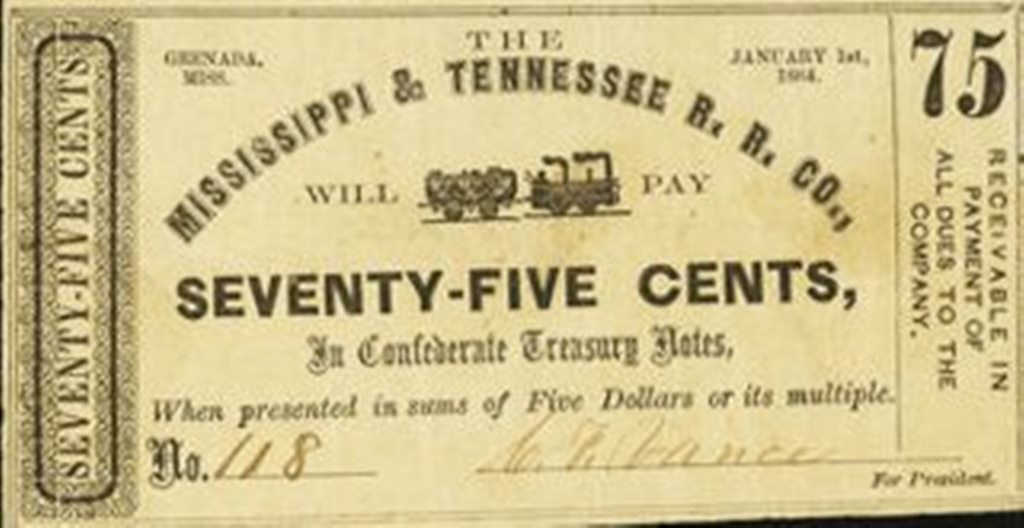 SEVENTY-FIVE CENTS
GRENADA,
MISS.
THE
JANUARY 1st,
1864.
MISSISSIPPI & TENNESSEE R. R. CO.,
WILL PAY
SEVENTY-FIVE CENTS,
In Confederate Treasury Notes,
When presented in sums of Five Dollars or its multiple.
No. 118
Vance
For President.
75
RECEIVABLE IN
PAYMENT OF
ALL DUES TO THE
COMPANY.